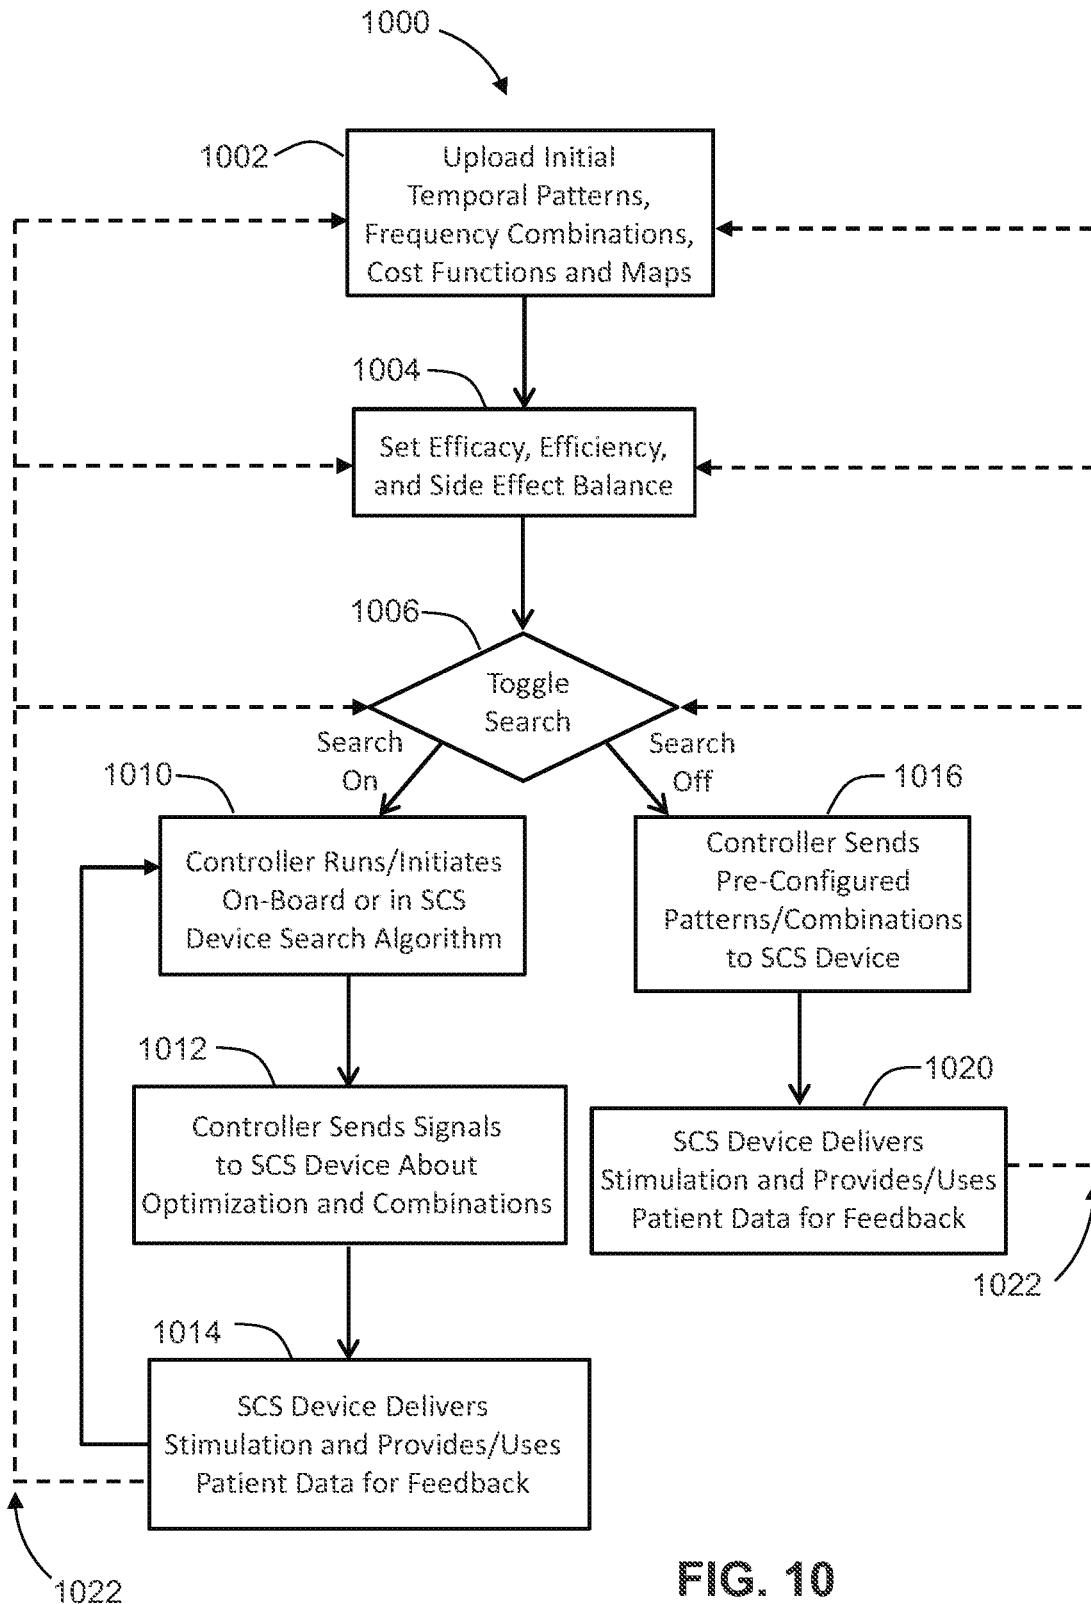 1000
1002
Upload Initial
Temporal Patterns,
Frequency Combinations,
Cost Functions and Maps
1004
Set Efficacy, Efficiency,
and Side Effect Balance
1006
Toggle
Search
Search
On
Search
Off
1010
Controller Runs/Initiates
On-Board or in SCS
Device Search Algorithm
1016
Controller Sends
Pre-Configured
Patterns/Combinations
to SCS Device
1012
Controller Sends Signals
to SCS Device About
Optimization and Combinations
1020
SCS Device Delivers
Stimulation and Provides/Uses
Patient Data for Feedback
1022
1014
SCS Device Delivers
Stimulation and Provides/Uses
Patient Data for Feedback
1022
FIG. 10